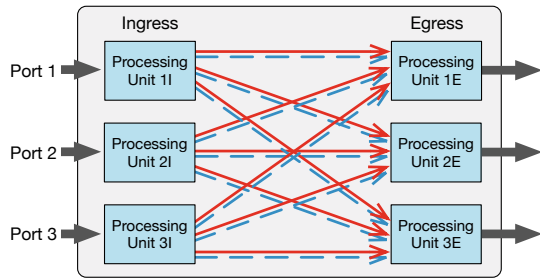 Ingress
Egress
Port 1
Processing
Unit 1I
Processing
Unit 1E
Port 2
Processing
Unit 2I
Processing
Unit 2E
Port 3
Processing
Unit 3I
Processing
Unit 3E